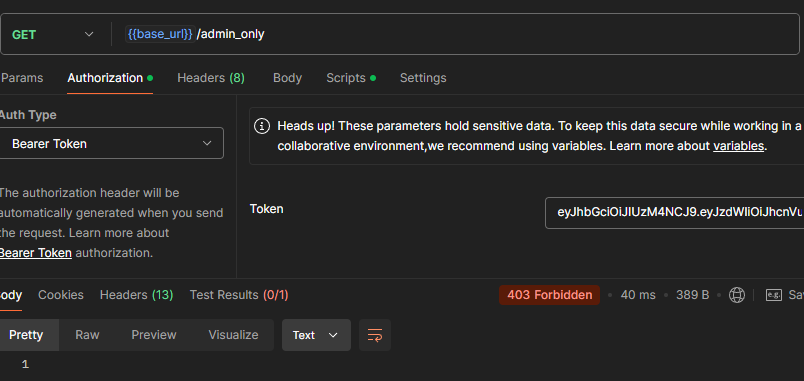 GET {{base_url}} /admin_only
Params Authorization Headers (8) Body Scripts Settings
Auth Type
Bearer Token
The authorization header will be
automatically generated when you send
the request. Learn more about
Bearer Token authorization.
Heads up! These parameters hold sensitive data. To keep this data secure while working in a
collaborative environment,we recommend using variables. Learn more about variables.
Token eyJhbGciOiJIUzM4NCJ9.eyJzdWIiOiJhcnVu
Body Cookies Headers (13) Test Results (0/1) 403 Forbidden 40 ms 389 B e.g. Sav
Pretty Raw Preview Visualize Text
1